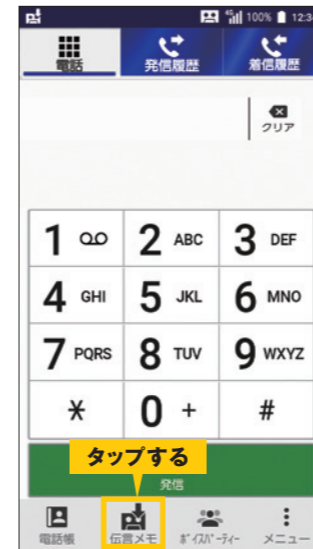 4G 100% 12:3
電話 発信履歴 着信履歴
クリア
1 2 ABC 3 DEF
4 GHI 5 JKL 6 MNO
7 PQRS 8 TUV 9 WXYZ
* 0 + #
タップする
発信
電話帳 伝言メモ ボイスパーティー メニュー